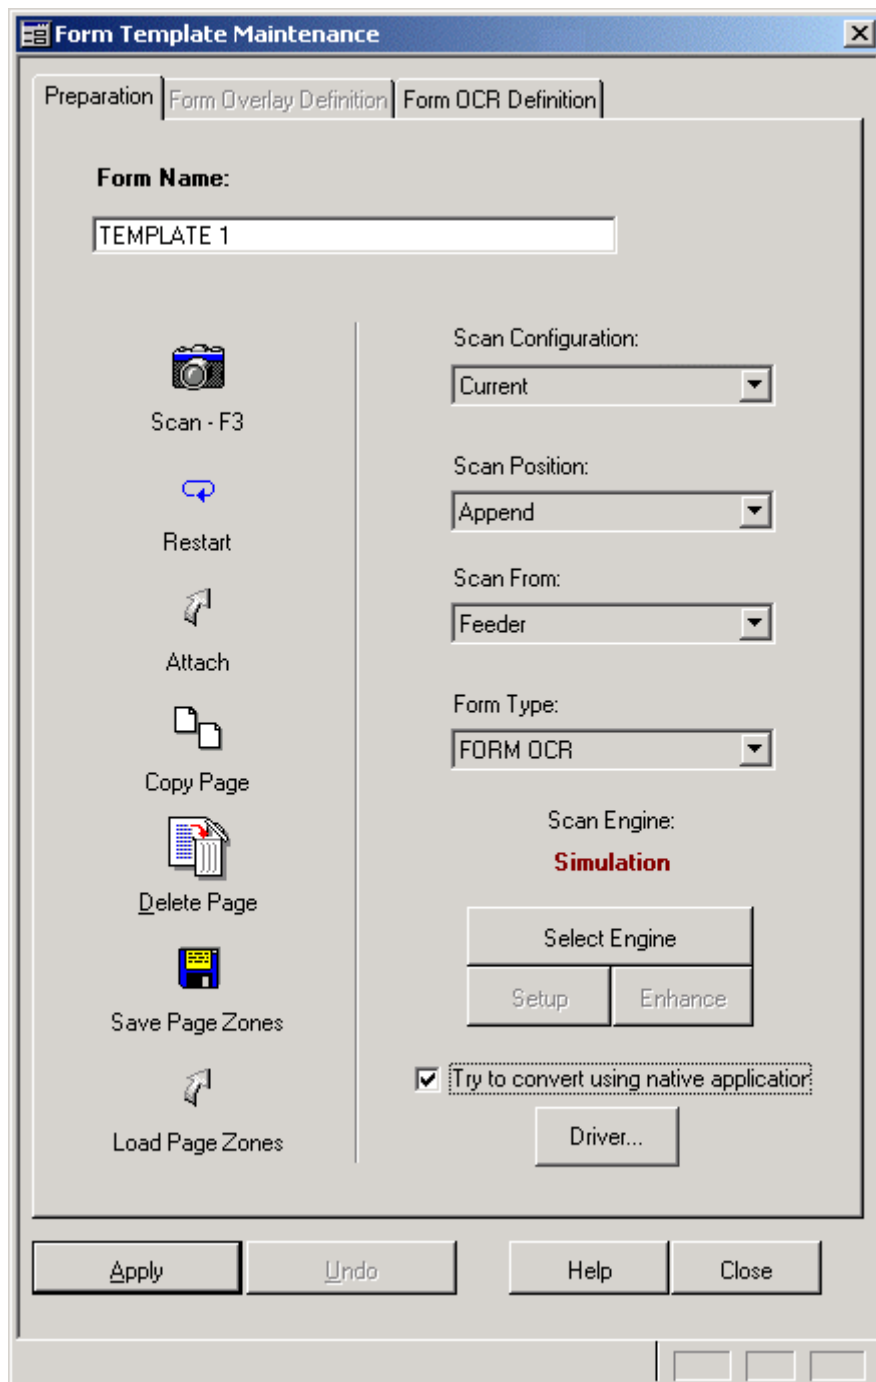 Form Template Maintenance
Preparation Form Overlay Definition Form OCR Definition
Form Name:
TEMPLATE 1
Scan - F3
Restart
Attach
Copy Page
Delete Page
Save Page Zones
Load Page Zones
Scan Configuration:
Current
Scan Position:
Append
Scan From:
Feeder
Form Type:
FORM OCR
Scan Engine:
Simulation
Select Engine
Setup Enhance
Try to convert using native application
Driver...
Apply Undo Help Close